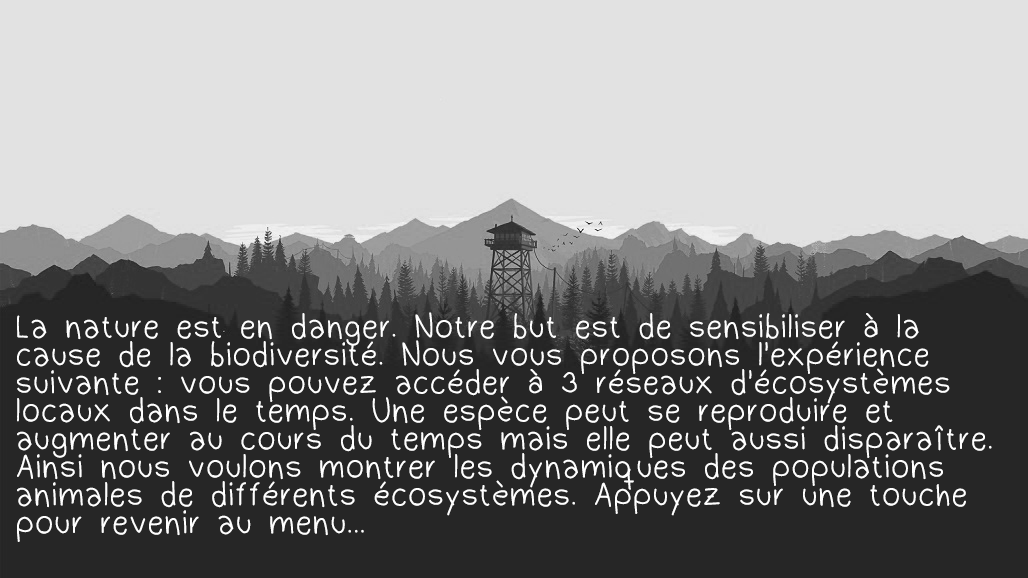 La nature est en danger. Notre but est de sensibiliser à la
cause de la biodiversité. Nous vous proposons l'expérience
suivante : vous pouvez accéder à 3 réseaux d'écosystèmes
locaux dans le temps. Une espèce peut se reproduire et
augmenter au cours du temps mais elle peut aussi disparaître.
Ainsi nous voulons montrer les dynamiques des populations
animales de différents écosystèmes. Appuyez sur une touche
pour revenir au menu...